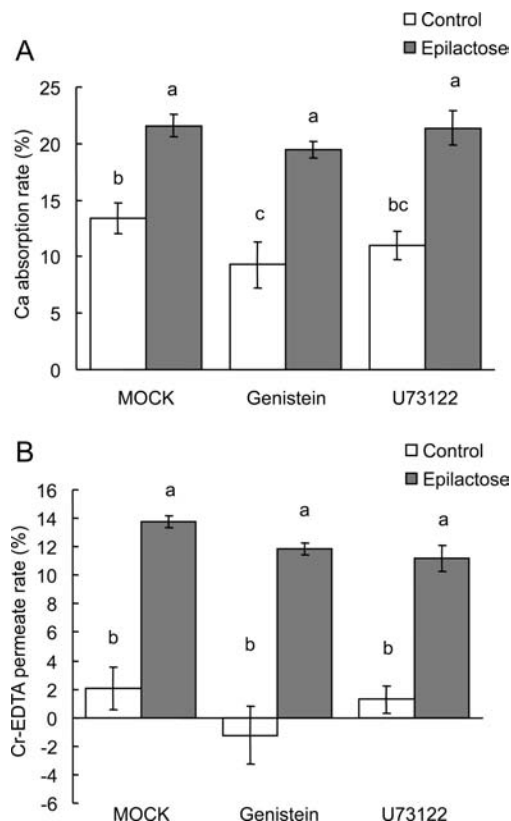 Control
Epilactose
A
Ca absorption rate (%)
25
20
15
10
5
0
b
a
c
a
bc
a
MOCK
Genistein
U73122
B
Control
Epilactose
Cr-EDTA permeate rate (%)
16
14
12
10
8
6
4
2
0
-2
-4
-6
b
a
b
a
b
a
MOCK
Genistein
U73122